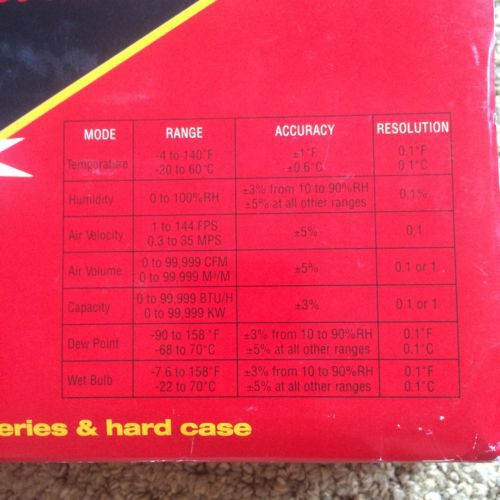 MODE RANGE ACCURACY RESOLUTION
Temperature -4 to 140°F ±1°F 0.1°F
-20 to 60°C ±0.6°C 0.1°C
Humidity 0 to 100%RH ±3% from 10 to 90%RH 0.1%
±5% at all other ranges
Air Velocity 1 to 144 FPS ±5% 0.1
0.3 to 35 MPS
Air Volume 0 to 99,999 CFM ±5% 0.1 or 1
0 to 99.999 M³/M
Capacity 0 to 99,999 BTU/H ±3% 0.1 or 1
0 to 99,999 KW
Dew Point -90 to 158°F ±3% from 10 to 90%RH 0.1°F
-68 to 70°C ±5% at all other ranges 0.1°C
Wet Bulb -7.6 to 158°F ±3% from 10 to 90%RH 0.1°F
-22 to 70°C ±5% at all other ranges 0.1°C
eries & hard case